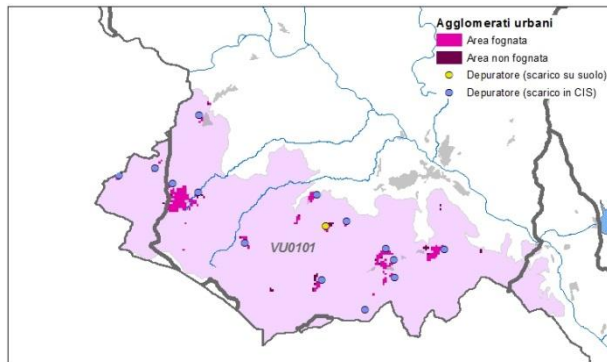 Agglomerati urbani
Area fognata
Area non fognata
Depuratore (scarico su suolo)
Depuratore (scarico in CIS)
VU0101